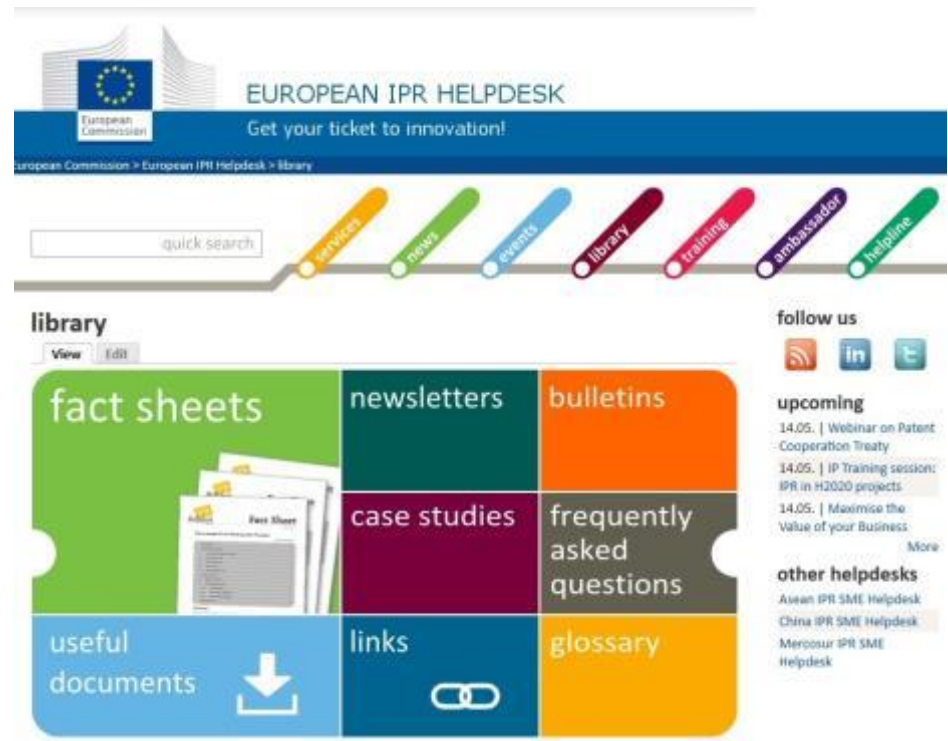 European
Commission
EUROPEAN IPR HELPDESK
Get your ticket to innovation!
European Commission > European IPR Helpdesk > library
quick search
services
news
events
library
training
ambassador
helpline
library
View
Edit
fact sheets
Fact Sheet
newsletters
bulletins
case studies
frequently
asked
questions
useful
documents
links
glossary
follow us
in
t
upcoming
14.05. | Webinar on Patent
Cooperation Treaty
14.05. | IP Training session:
IPR in H2020 projects
14.05. | Maximise the
Value of your Business
More
other helpdesks
Asean IPR SME Helpdesk
China IPR SME Helpdesk
Mercosur IPR SME
Helpdesk